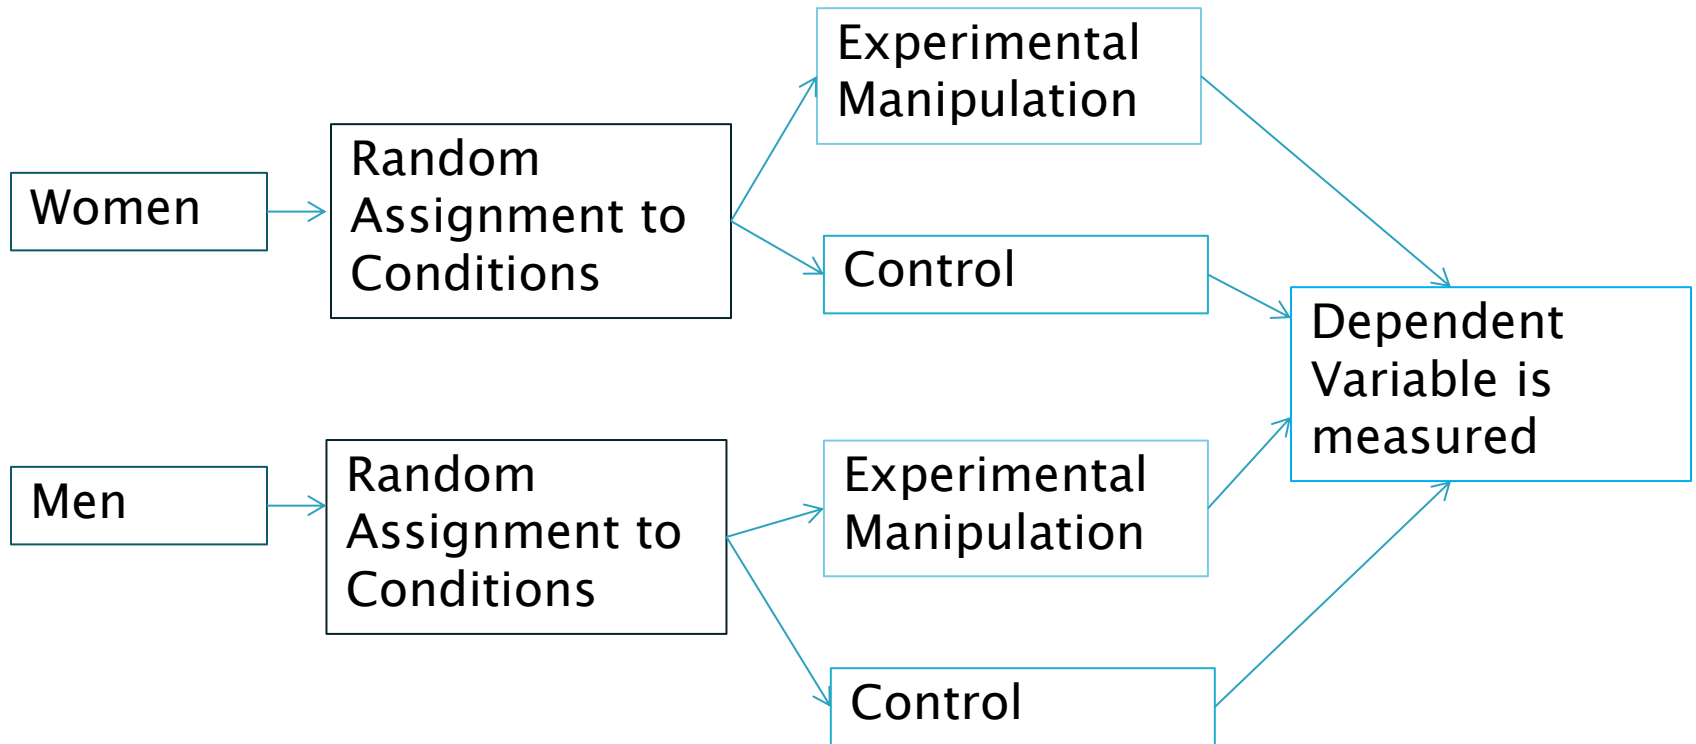 Women
Random
Assignment to
Conditions
Experimental
Manipulation
Control
Dependent
Variable is
measured
Men
Random
Assignment to
Conditions
Experimental
Manipulation
Control